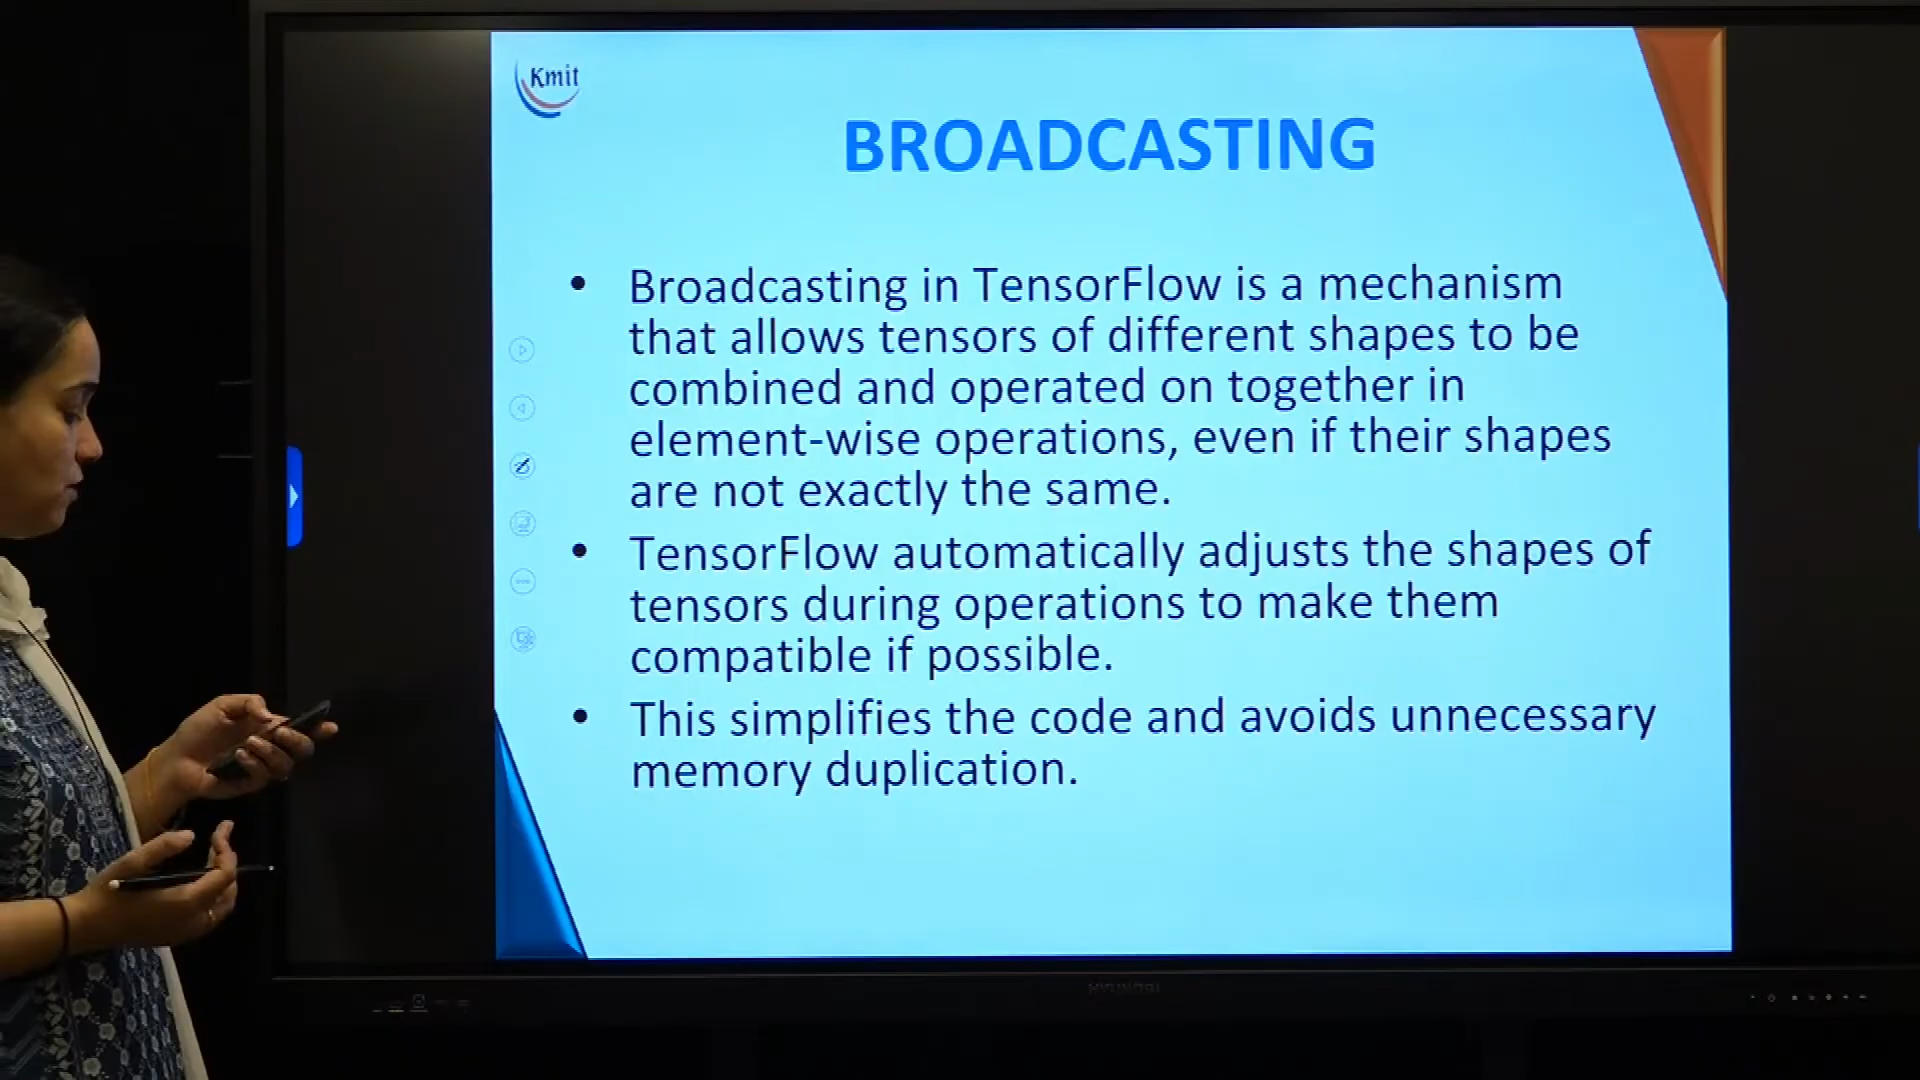 Kmit
BROADCASTING
• Broadcasting in TensorFlow is a mechanism
that allows tensors of different shapes to be
combined and operated on together in
element-wise operations, even if their shapes
are not exactly the same.
• TensorFlow automatically adjusts the shapes of
tensors during operations to make them
compatible if possible.
• This simplifies the code and avoids unnecessary
memory duplication.
HYUNDAI